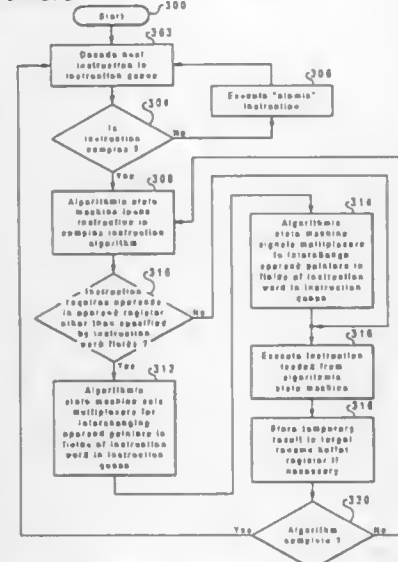 Start
300
302
Decode next
instruction in
instruction queue
304
Is
instruction
complex ?
No
306
Execute "atomic"
instruction
Yes
308
Algorithmic state
machine loads
instruction in
complex instruction
algorithm
310
Instruction
requires operands
in operand register
other than specified
by instruction
word fields ?
No
Yes
312
Algorithmic
state machine sets
multiplexers for
interchanging
operand pointers in
fields of instruction
word in instruction
queue
314
Algorithmic
state machine
signals multiplexers
to interchange
operand pointers in
fields of instruction
word in instruction
queue
316
Execute instruction
loaded from
algorithmic
state machine
318
Store temporary
result in target
rename buffer
register if
necessary
320
Algorithm
complete ?
Yes
No